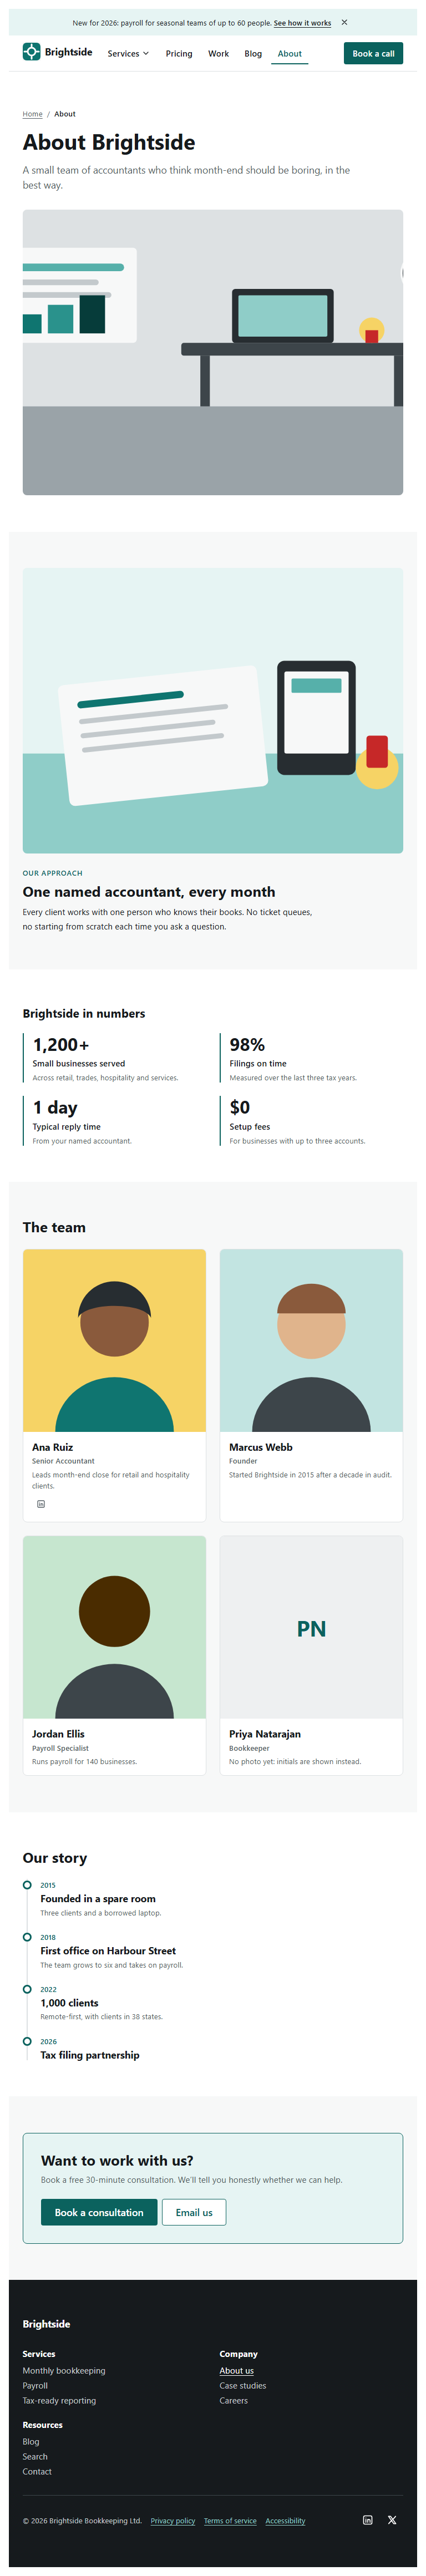 New for 2026: payroll for seasonal teams of up to 60 people. See how it works
Brightside
Services
Pricing
Work
Blog
About
Book a call
Home / About
About Brightside
A small team of accountants who think month-end should be boring, in the
best way.
OUR APPROACH
One named accountant, every month
Every client works with one person who knows their books. No ticket queues,
no starting from scratch each time you ask a question.
Brightside in numbers
1,200+
Small businesses served
Across retail, trades, hospitality and services.
98%
Filings on time
Measured over the last three tax years.
1 day
Typical reply time
From your named accountant.
$0
Setup fees
For businesses with up to three accounts.
The team
Ana Ruiz
Senior Accountant
Leads month-end close for retail and hospitality
clients.
Marcus Webb
Founder
Started Brightside in 2015 after a decade in audit.
Jordan Ellis
Payroll Specialist
Runs payroll for 140 businesses.
PN
Priya Natarajan
Bookkeeper
No photo yet: initials are shown instead.
Our story
2015
Founded in a spare room
Three clients and a borrowed laptop.
2018
First office on Harbour Street
The team grows to six and takes on payroll.
2022
1,000 clients
Remote-first, with clients in 38 states.
2026
Tax filing partnership
Want to work with us?
Book a free 30-minute consultation. We'll tell you honestly whether we can help.
Book a consultation
Email us
Brightside
Services
Monthly bookkeeping
Payroll
Tax-ready reporting
Company
About us
Case studies
Careers
Resources
Blog
Search
Contact
© 2026 Brightside Bookkeeping Ltd.
Privacy policy
Terms of service
Accessibility